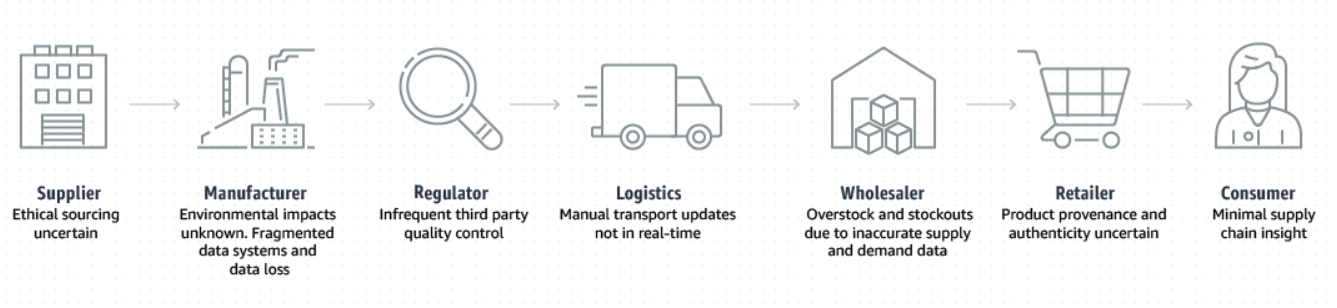 Supplier
Ethical sourcing
uncertain
Manufacturer
Environmental impacts
unknown. Fragmented
data systems and
data loss
Regulator
Infrequent third party
quality control
Logistics
Manual transport updates
not in real-time
Wholesaler
Overstock and stockouts
due to inaccurate supply
and demand data
Retailer
Product provenance and
authenticity uncertain
Consumer
Minimal supply
chain insight